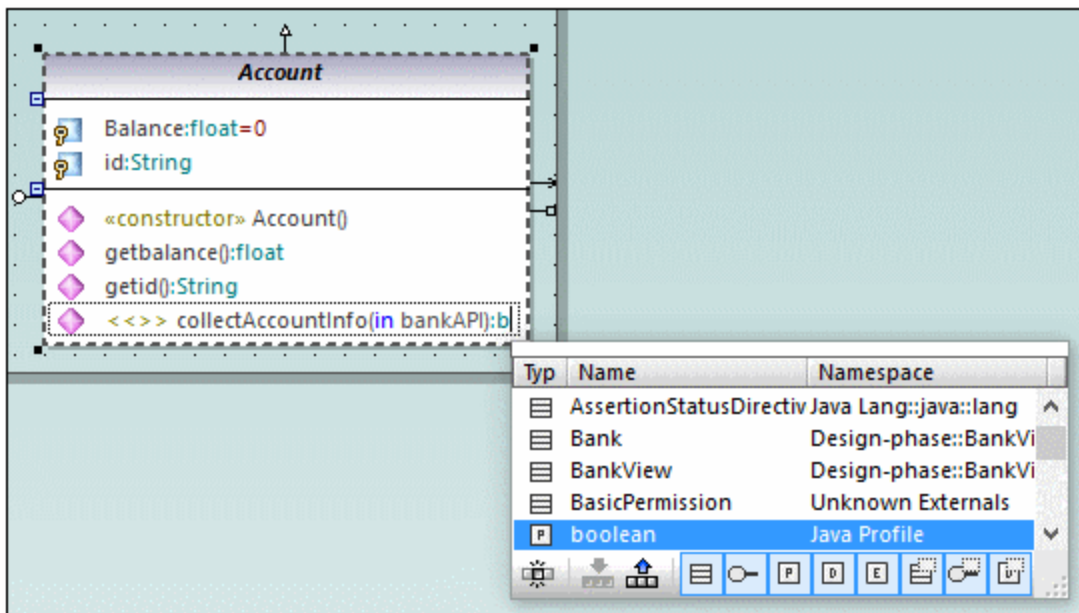 Account
Balance:float=0
id:String
«constructor» Account()
getbalance():float
getid():String
<<>> collectAccountInfo(in bankAPI):b
Typ Name Namespace
AssertionStatusDirectiv Java Lang::java::lang
Bank Design-phase::BankVi
BankView Design-phase::BankVi
BasicPermission Unknown Externals
P boolean Java Profile
P D E D